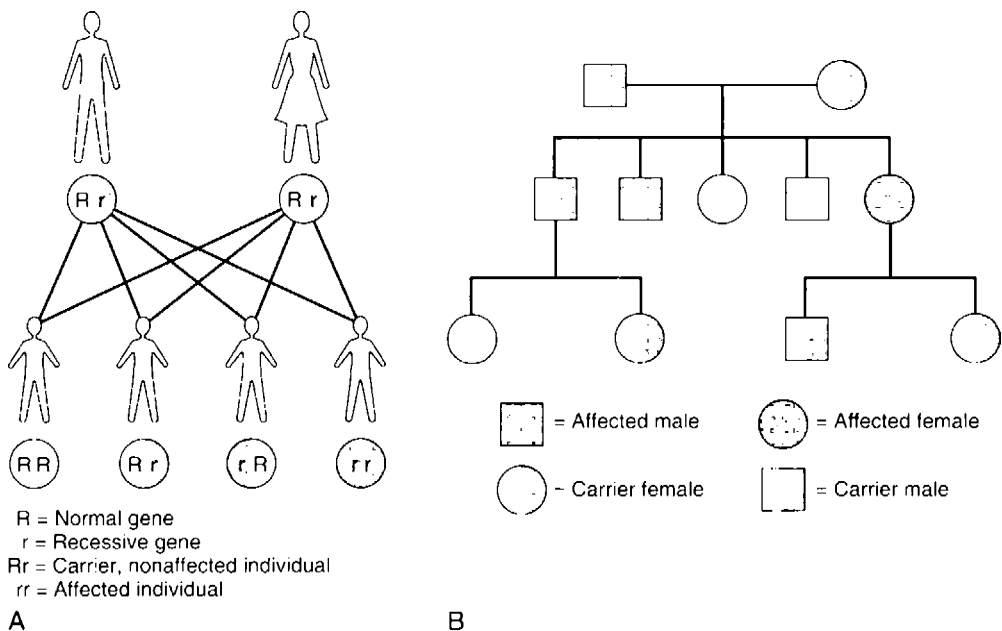 R r
R r
R R
R r
r R
r r
R = Normal gene
r = Recessive gene
Rr = Carrier, nonaffected individual
rr = Affected individual
A
= Affected male
= Affected female
= Carrier female
= Carrier male
B